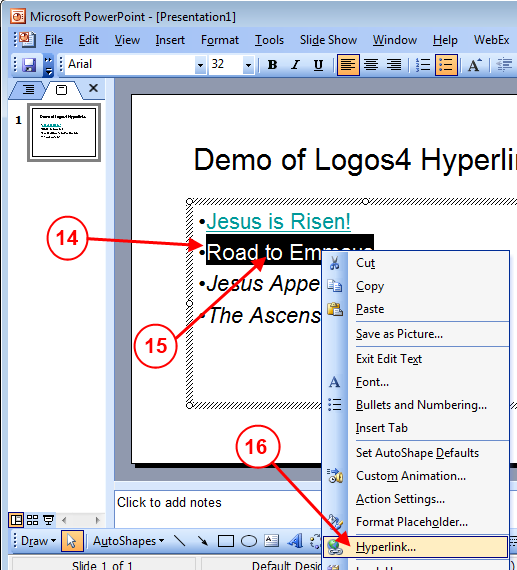 Microsoft PowerPoint - [Presentation1]
File Edit View Insert Format Tools Slide Show Window Help WebEx
Arial 32 B I U
1
Demo of Logos4 Hyperli
•Jesus is Risen!
14
•Road to Emmaus
•Jesus Appe
15
•The Ascens
Cut
Copy
Paste
Save as Picture...
Exit Edit Text
Font...
Bullets and Numbering...
Insert Tab
16
Set AutoShape Defaults
Custom Animation...
Action Settings...
Format Placeholder...
Hyperlink...
Click to add notes
Draw AutoShapes
Slide 1 of 1 Default Desi